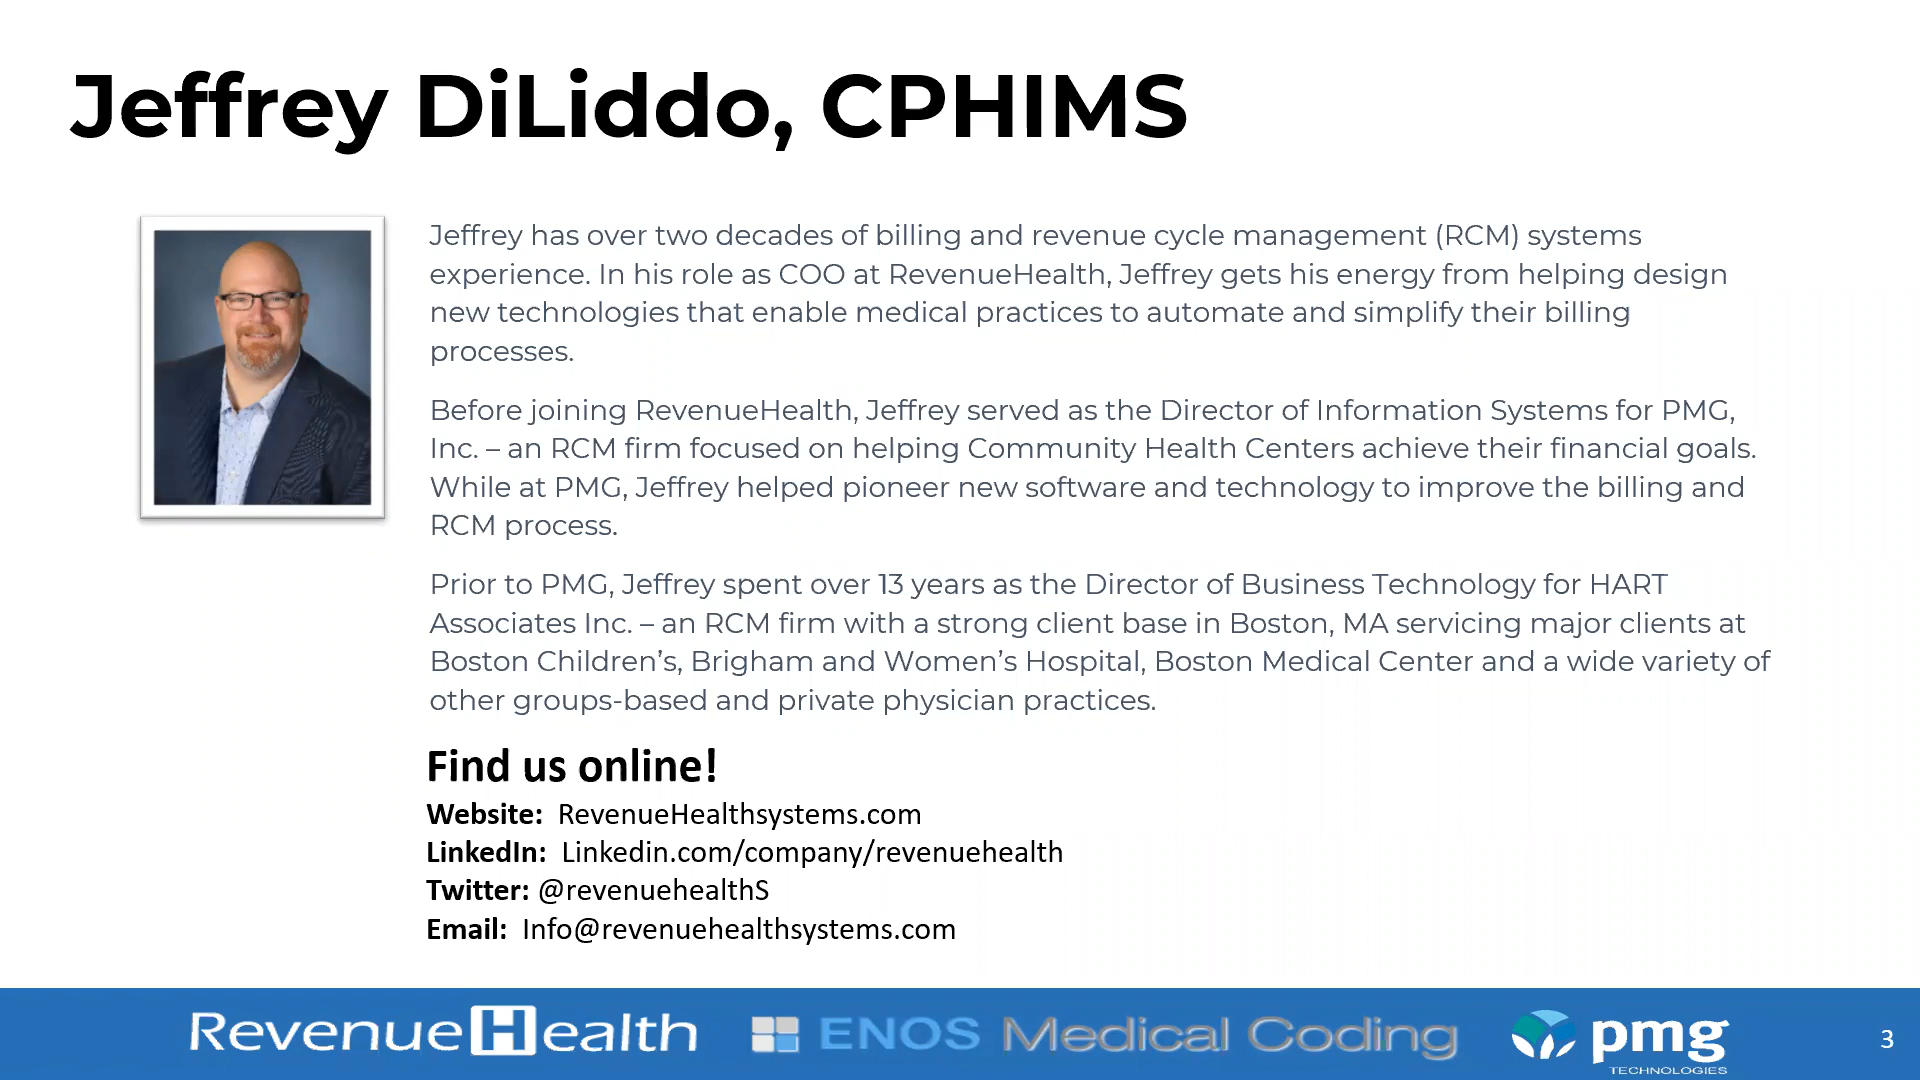 Jeffrey DiLiddo, CPHIMS
Jeffrey has over two decades of billing and revenue cycle management (RCM) systems
experience. In his role as COO at RevenueHealth, Jeffrey gets his energy from helping design
new technologies that enable medical practices to automate and simplify their billing
processes.
Before joining RevenueHealth, Jeffrey served as the Director of Information Systems for PMG,
Inc. – an RCM firm focused on helping Community Health Centers achieve their financial goals.
While at PMG, Jeffrey helped pioneer new software and technology to improve the billing and
RCM process.
Prior to PMG, Jeffrey spent over 13 years as the Director of Business Technology for HART
Associates Inc. – an RCM firm with a strong client base in Boston, MA servicing major clients at
Boston Children’s, Brigham and Women’s Hospital, Boston Medical Center and a wide variety of
other groups-based and private physician practices.
Find us online!
Website: RevenueHealthsystems.com
LinkedIn: Linkedin.com/company/revenuehealth
Twitter: @revenuehealthS
Email: Info@revenuehealthsystems.com
RevenueHealth
ENOS Medical Coding
pmg
TECHNOLOGIES
3